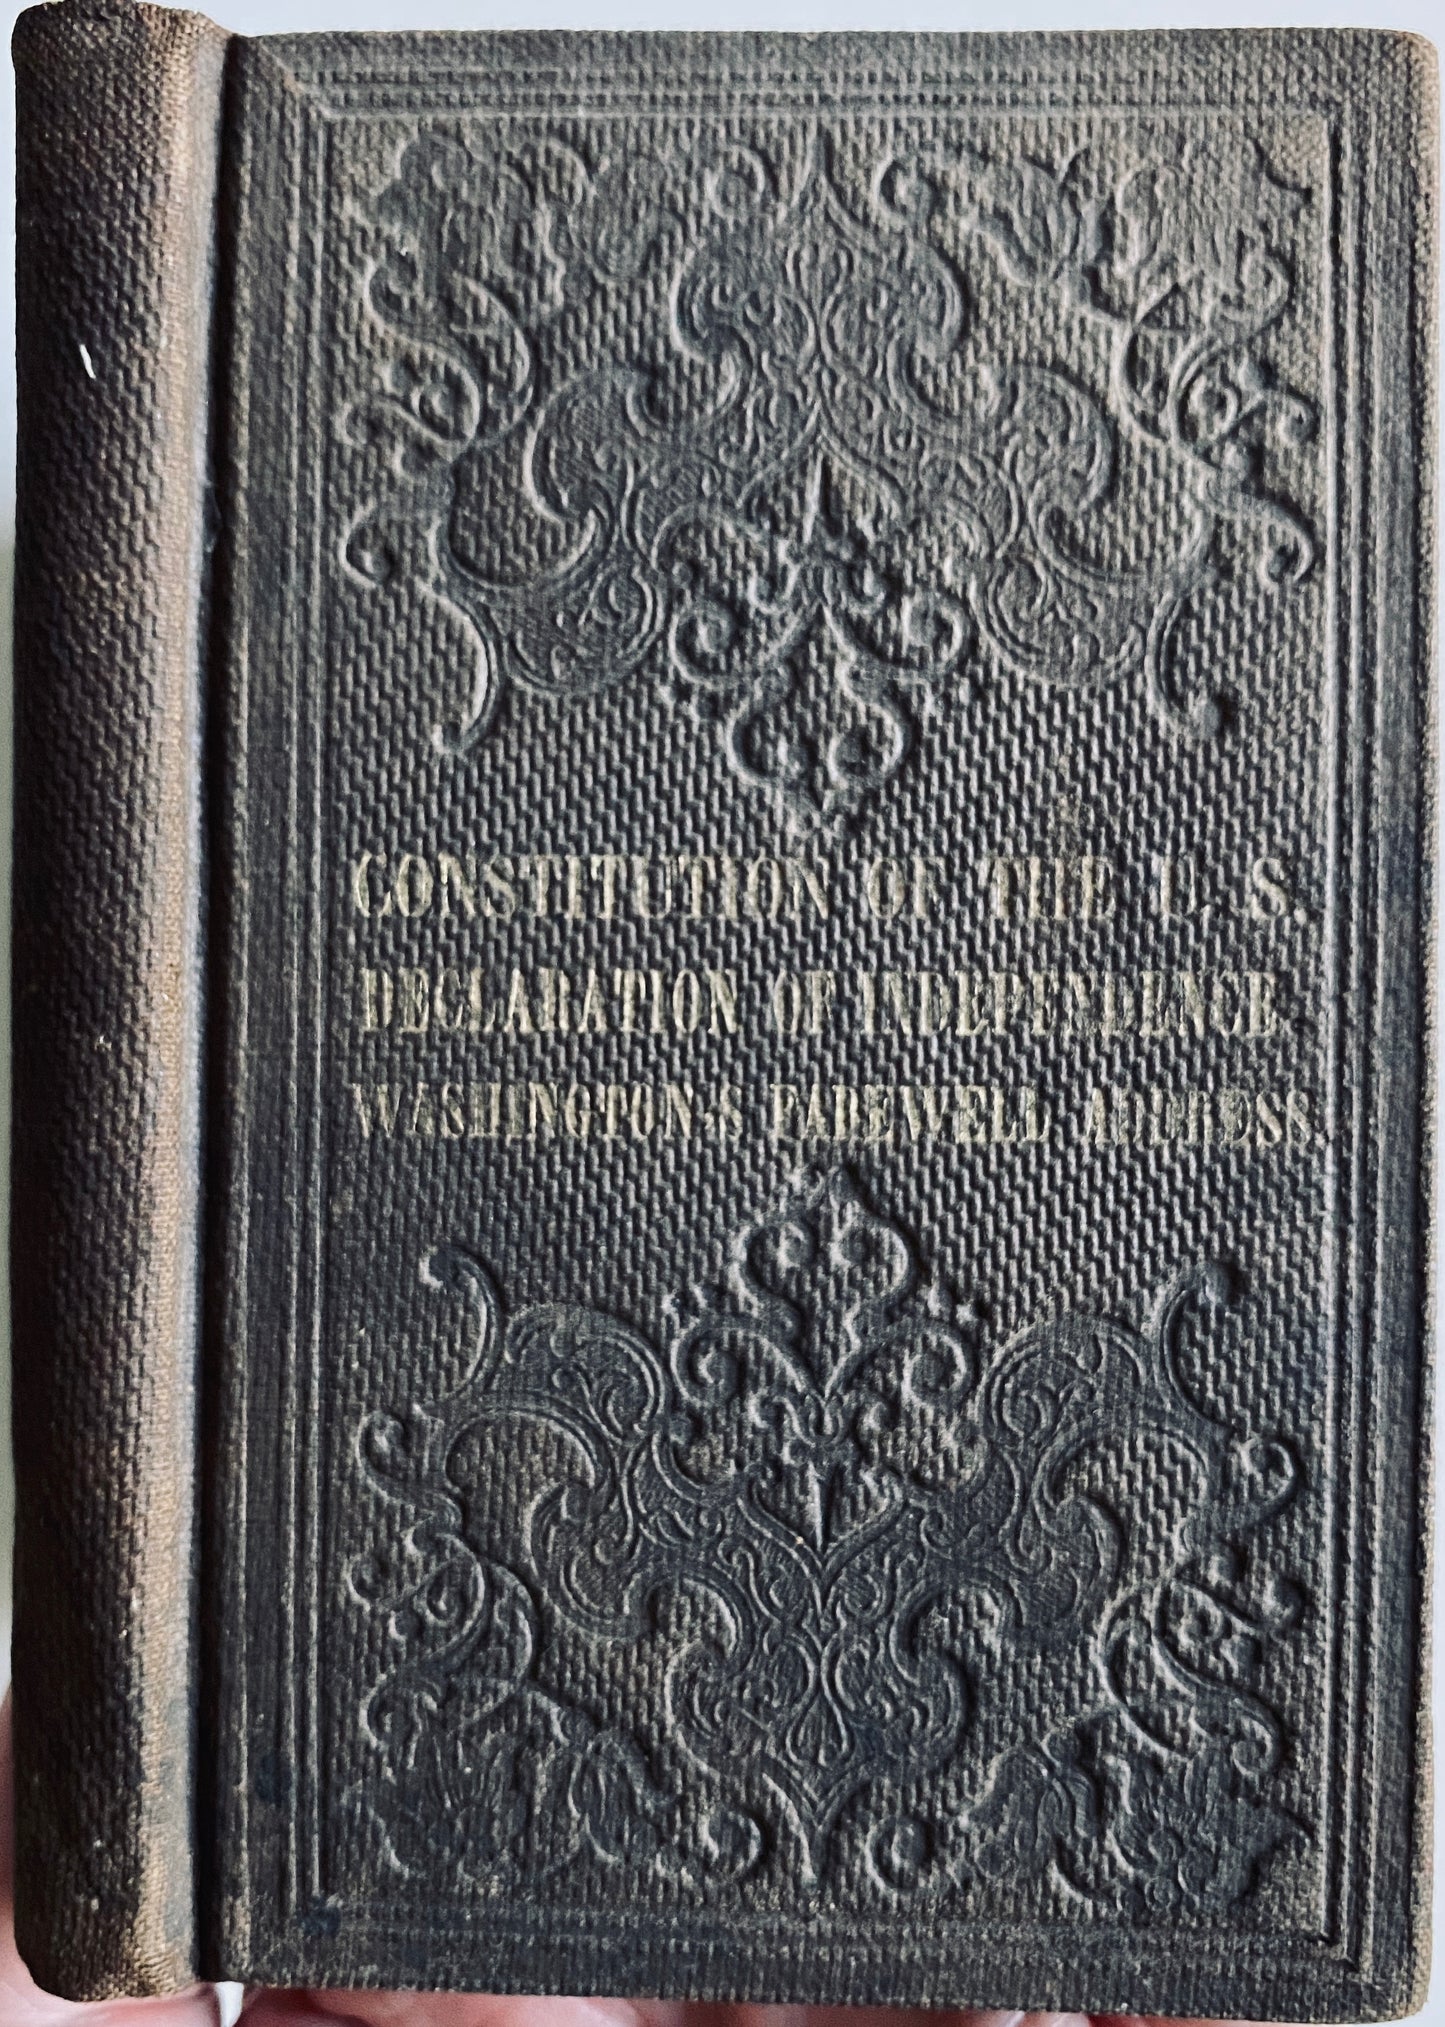 CONSTITUTION OF THE U. S.
DECLARATION OF INDEPENDENCE.
WASHINGTON'S FAREWELL ADDRESS